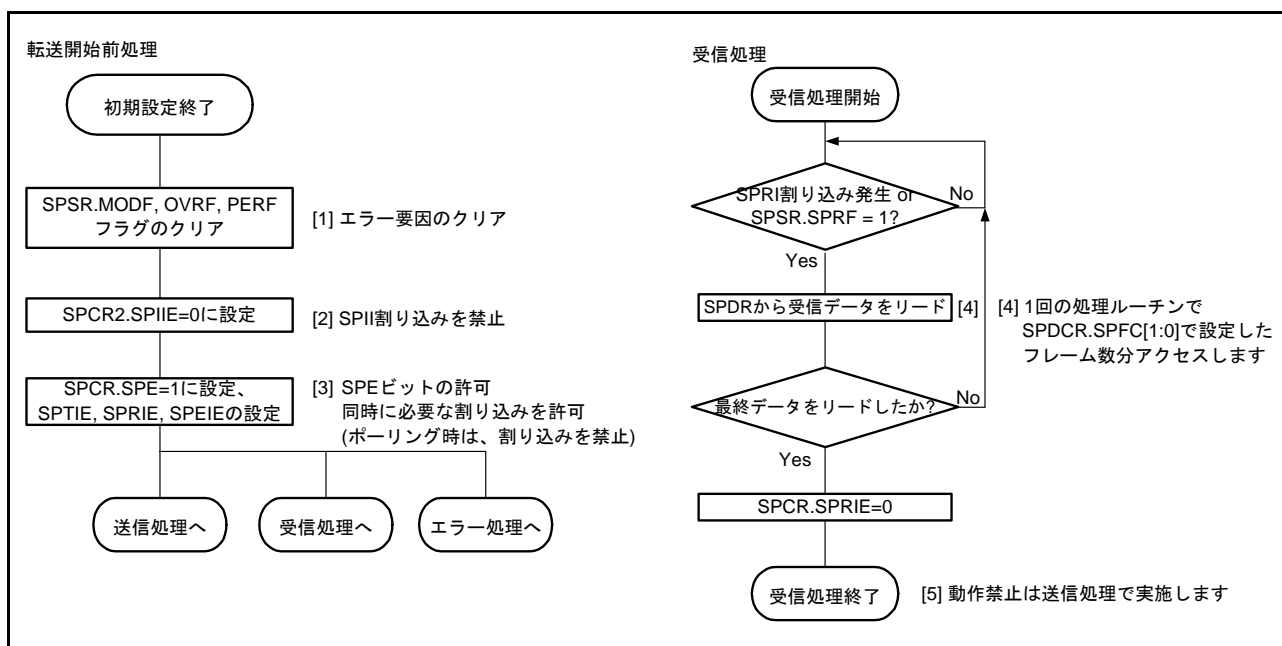 転送開始前処理
初期設定終了
SPSR.MODF, OVRF, PERF
フラグのクリア
[1] エラー要因のクリア
SPCR2.SPIIE=0に設定
[2] SPII割り込みを禁止
SPCR.SPE=1に設定、
SPTIE, SPRIE, SPEIEの設定
[3] SPEビットの許可
同時に必要な割り込みを許可
(ポーリング時は、割り込みを禁止)
送信処理へ
受信処理へ
エラー処理へ
受信処理
受信処理開始
SPRI割り込み発生 or
SPSR.SPRF = 1?
No
Yes
SPDRから受信データをリード
[4]
[4] 1回の処理ルーチンで
SPDCR.SPFC[1:0]で設定した
フレーム数分アクセスします
最終データをリードしたか?
No
Yes
SPCR.SPRIE=0
受信処理終了
[5] 動作禁止は送信処理で実施します